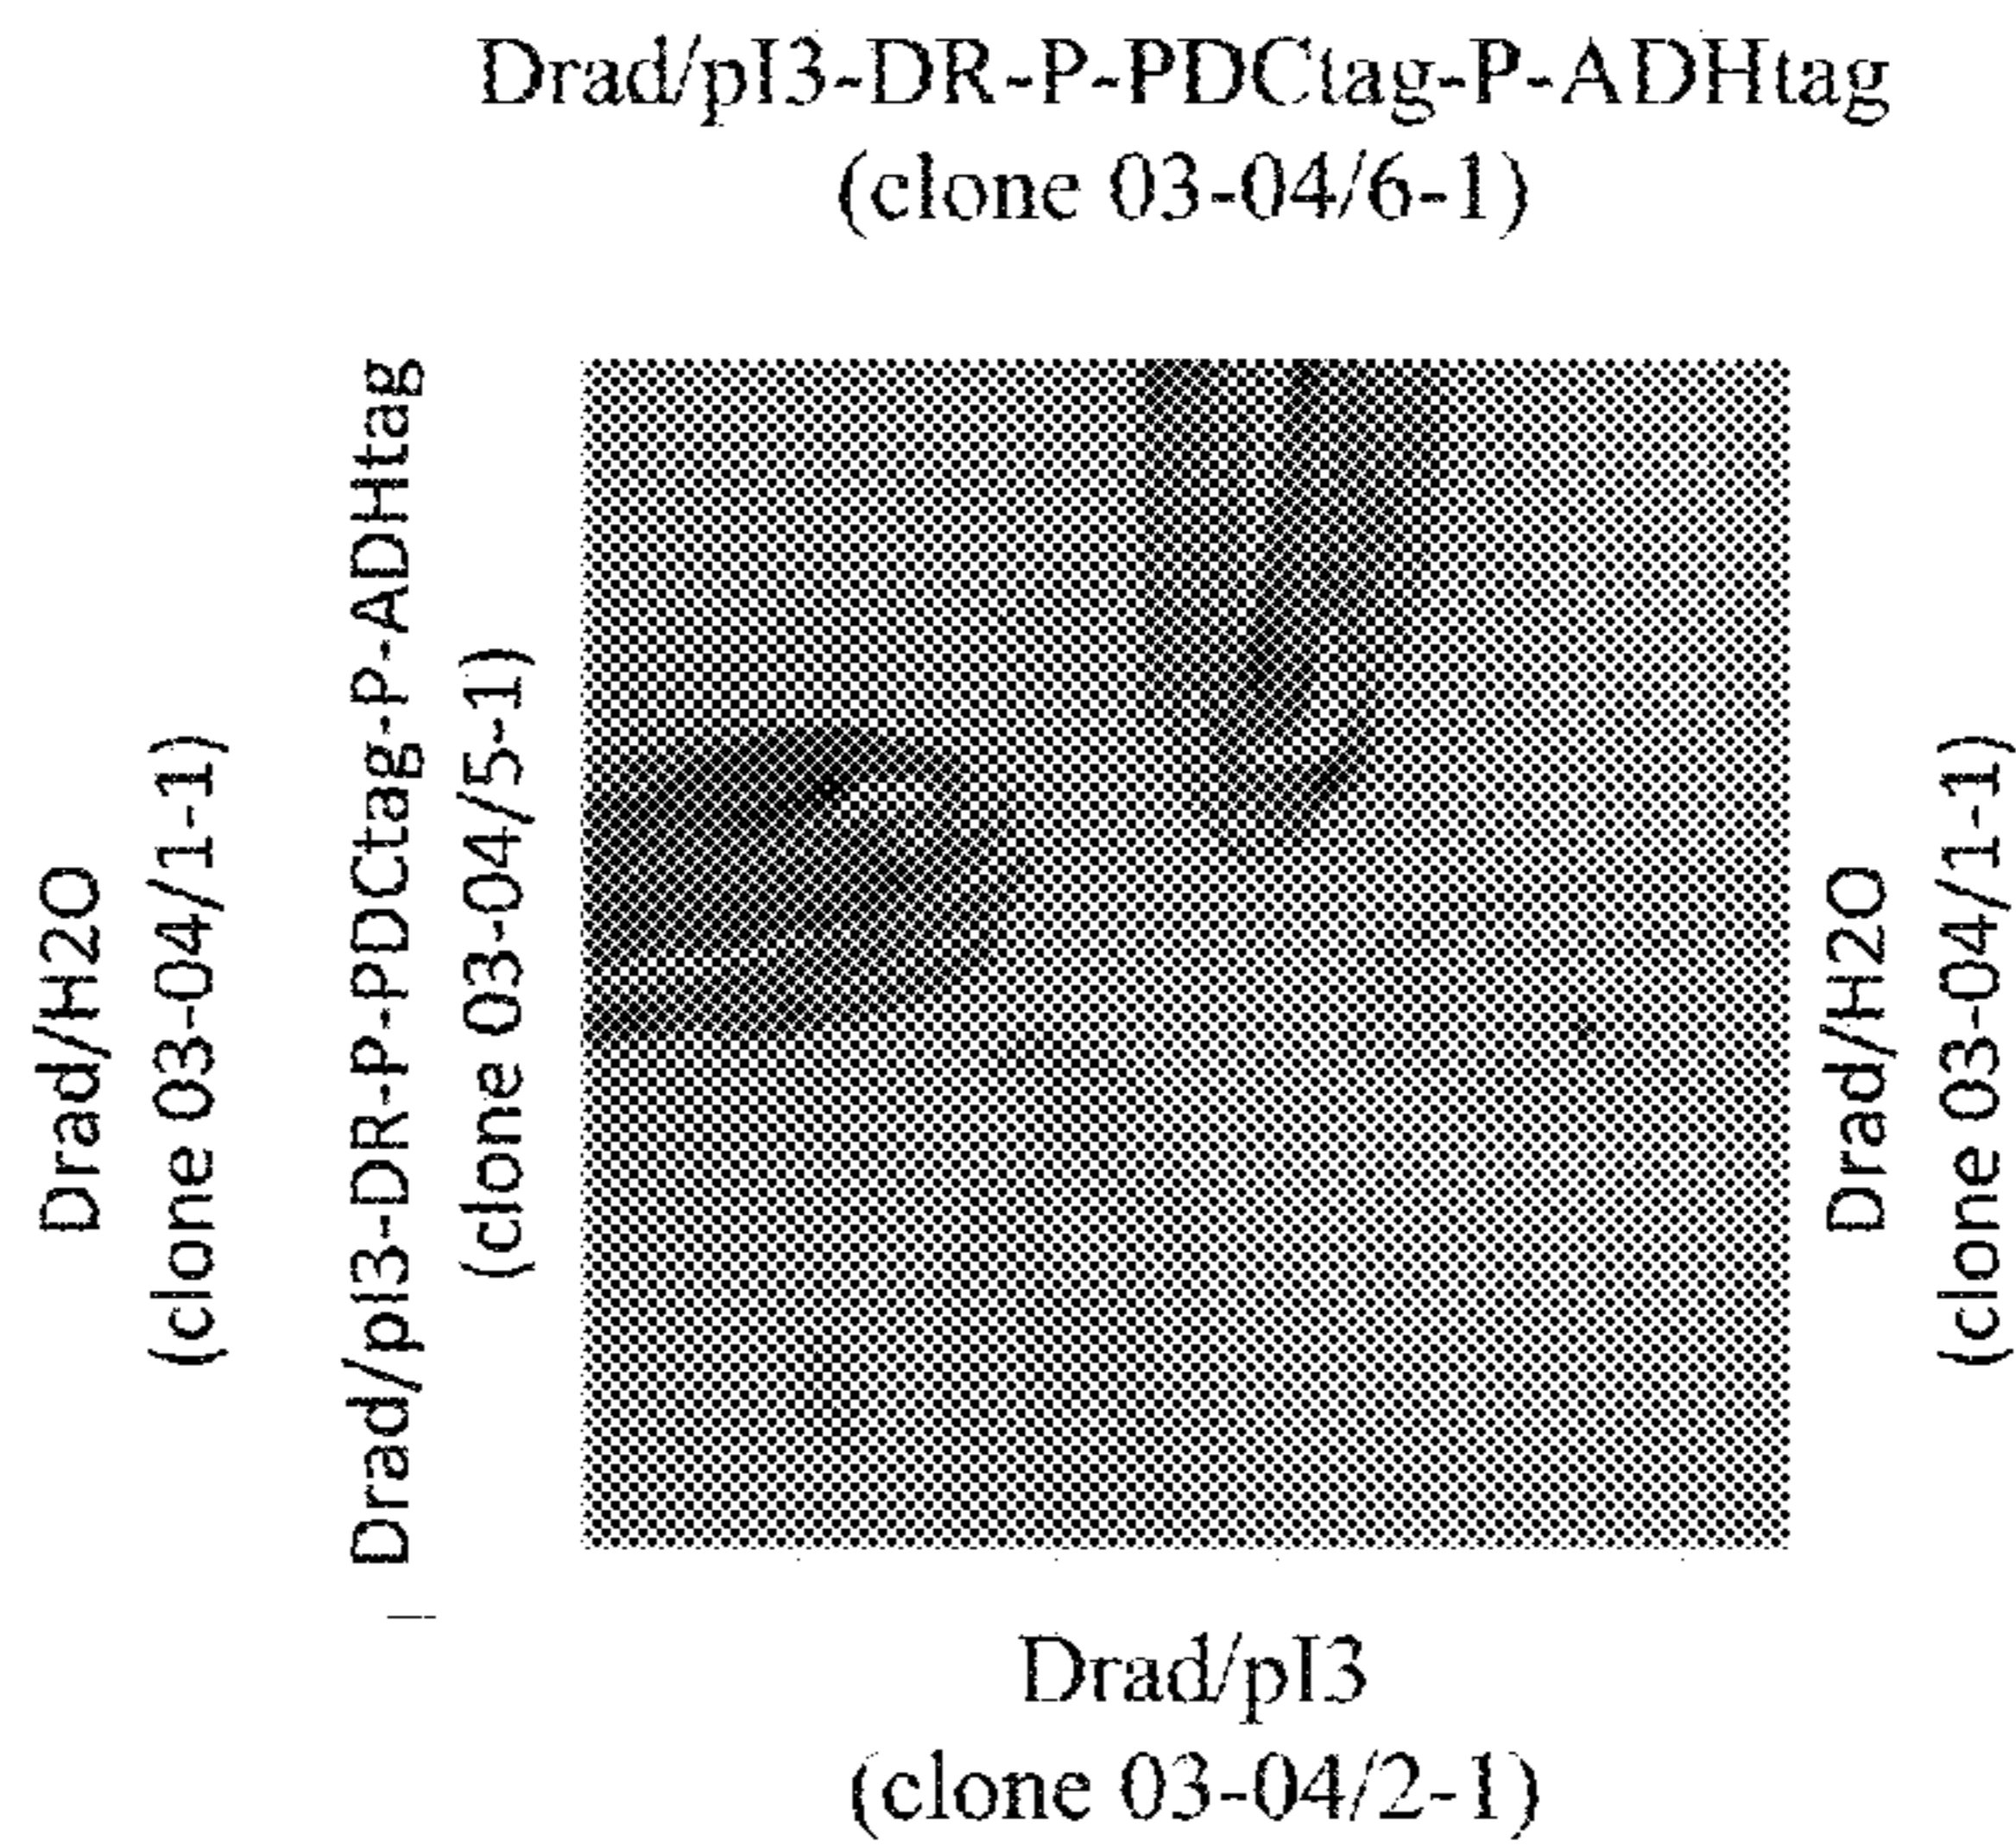 Drad/pI3-DR-P-PDCtag-P-ADHtag
(clone 03-04/6-1)
Drad/H2O
(clone 03-04/1-1)
Drad/pI3-DR-P-PDCtag-P-ADHtag
(clone 03-04/5-1)
Drad/H2O
(clone 03-04/1-1)
Drad/pI3
(clone 03-04/2-1)